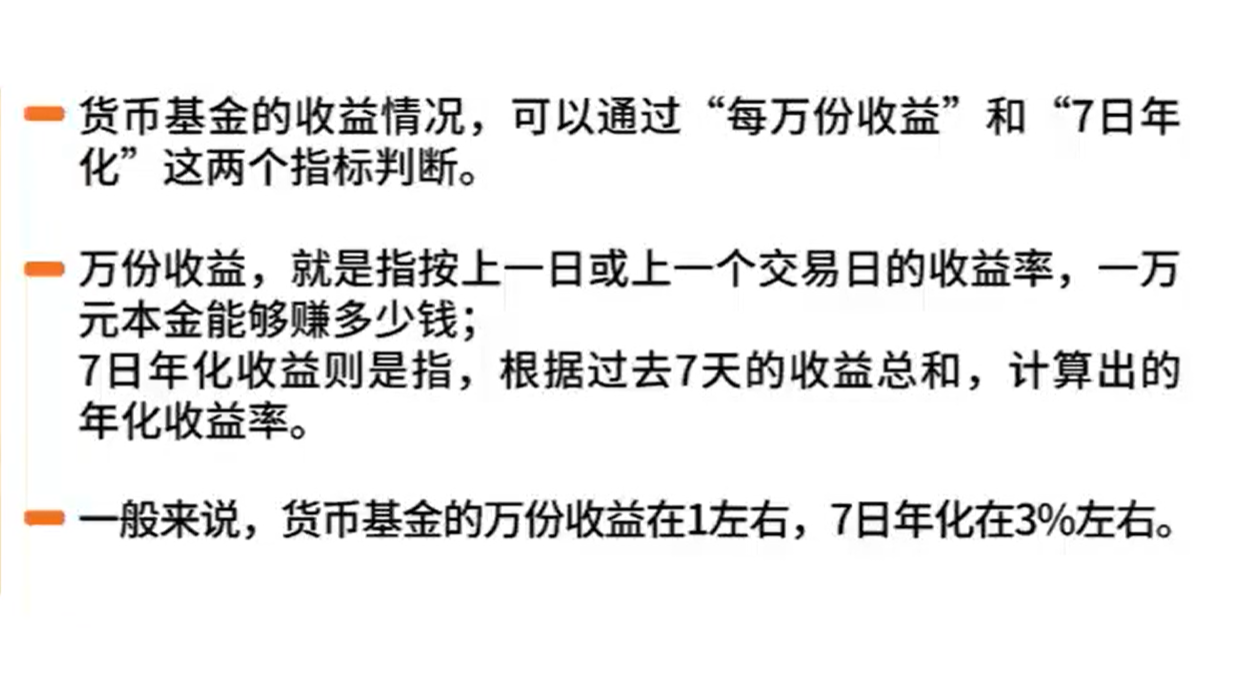 货币基金的收益情况，可以通过“每万份收益”和“7日年
化”这两个指标判断。
万份收益，就是指按上一日或上一个交易日的收益率，一万
元本金能够赚多少钱；
7日年化收益则是指，根据过去7天的收益总和，计算出的
年化收益率。
一般来说，货币基金的万份收益在1左右，7日年化在3%左右。